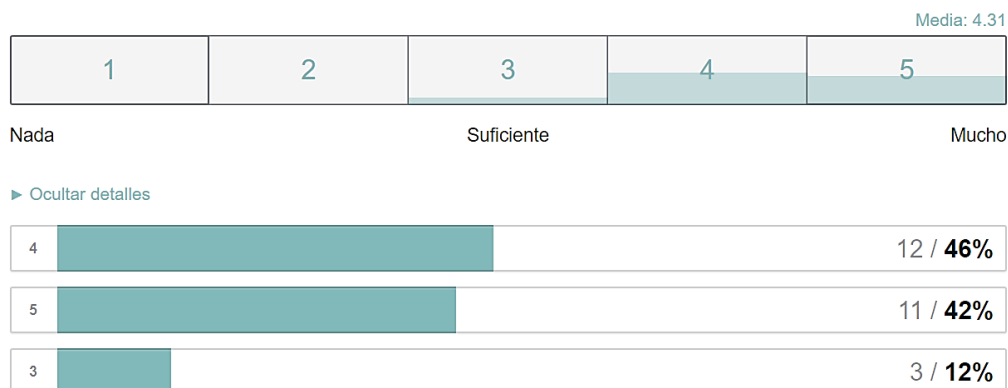 Media: 4.31
1 2 3 4 5
Nada Suficiente Mucho
► Ocultar detalles
4 12 / 46%
5 11 / 42%
3 3 / 12%